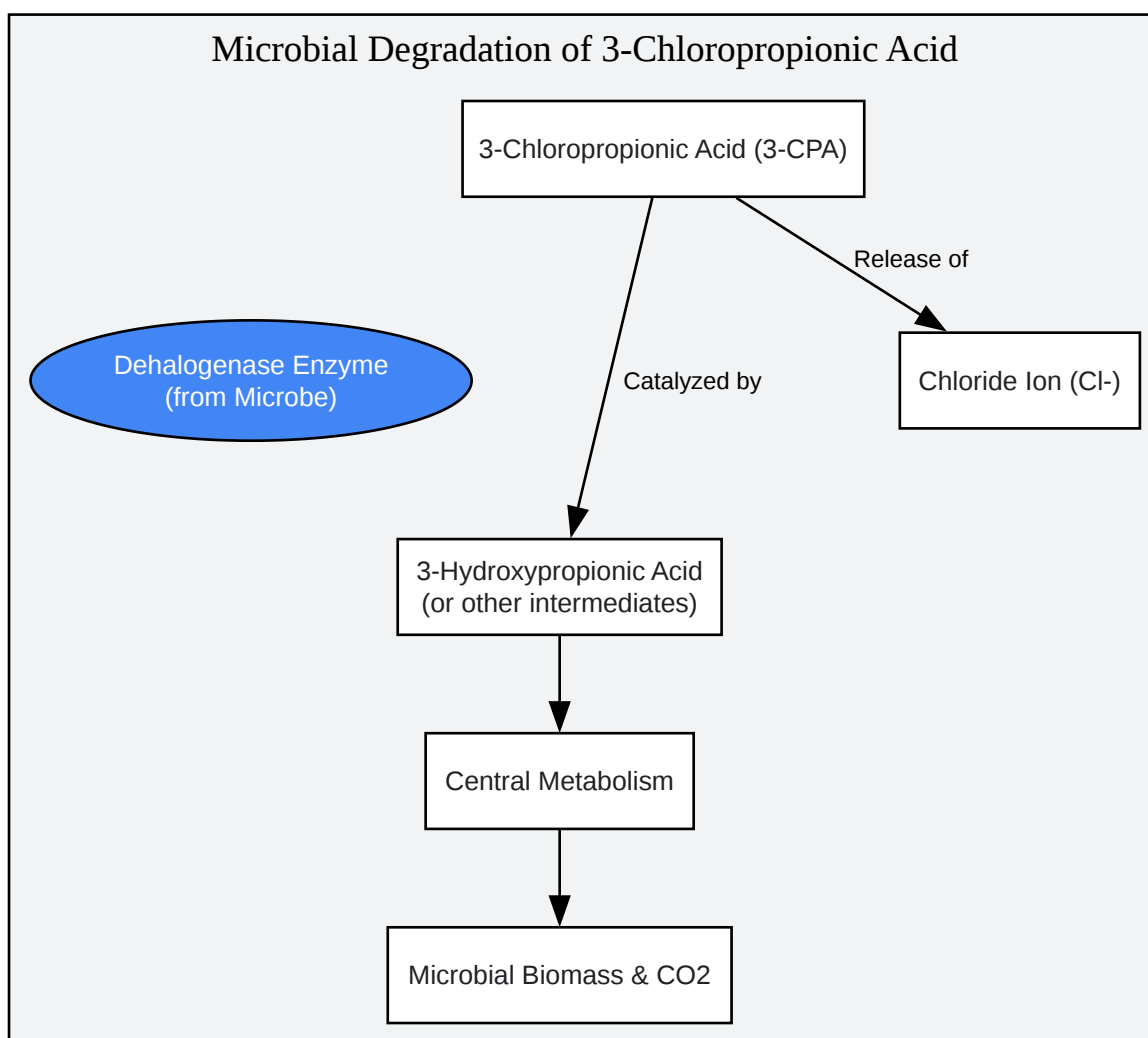 Microbial Degradation of 3-Chloropropionic Acid
3-Chloropropionic Acid (3-CPA)
Release of
Dehalogenase Enzyme
(from Microbe)
Catalyzed by
Chloride Ion (Cl-)
3-Hydroxypropionic Acid
(or other intermediates)
Central Metabolism
Microbial Biomass & CO2